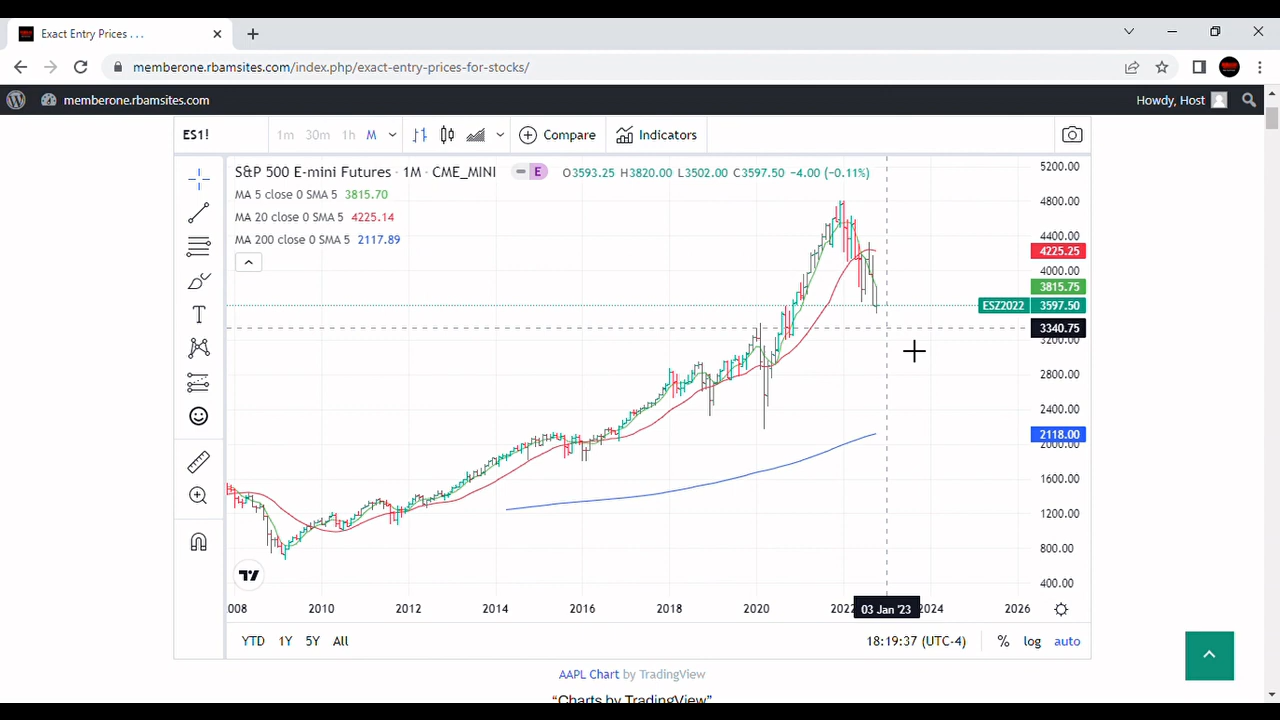 Exact Entry Prices . . .
memberone.rbamsites.com/index.php/exact-entry-prices-for-stocks/
memberone.rbamsites.com
Howdy, Host
ES1!
1m 30m 1h M
Compare
Indicators
S&P 500 E-mini Futures · 1M · CME_MINI
E
O3593.25 H3820.00 L3502.00 C3597.50 −4.00 (−0.11%)
MA 5 close 0 SMA 5 3815.70
MA 20 close 0 SMA 5 4225.14
MA 200 close 0 SMA 5 2117.89
5200.00
4800.00
4400.00
4225.25
4000.00
3815.75
ESZ2022 3597.50
3340.75
3200.00
2800.00
2400.00
2118.00
2000.00
1600.00
1200.00
800.00
400.00
008 2010 2012 2014 2016 2018 2020 2022 03 Jan '23 2024 2026
YTD 1Y 5Y All
18:19:37 (UTC-4)
% log auto
AAPL Chart by TradingView
“Charts by TradingView”